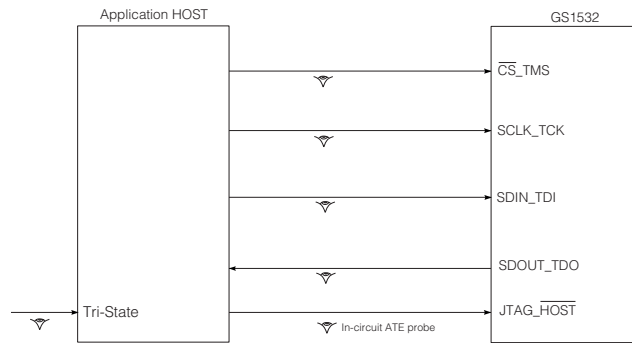 Application HOST
GS1532
CS_TMS
SCLK_TCK
SDIN_TDI
SDOUT_TDO
Tri-State
JTAG_HOST
In-circuit ATE probe